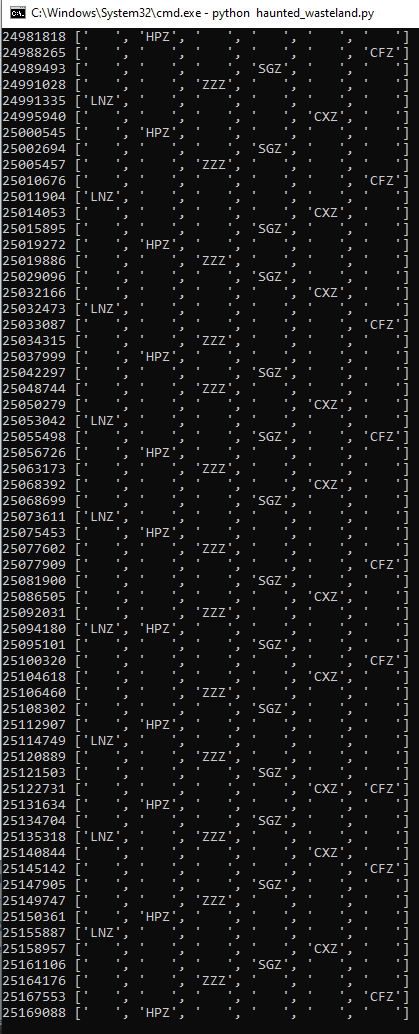 C:\Windows\System32\cmd.exe - python  haunted_wasteland.py
24981818 ['   ', 'HPZ', '   ', '   ', '   ', '   ']
24988265 ['   ', '   ', '   ', '   ', '   ', 'CFZ']
24989493 ['   ', '   ', '   ', 'SGZ', '   ', '   ']
24991028 ['   ', '   ', 'ZZZ', '   ', '   ', '   ']
24991335 ['LNZ', '   ', '   ', '   ', '   ', '   ']
24995940 ['   ', '   ', '   ', '   ', 'CXZ', '   ']
25000545 ['   ', 'HPZ', '   ', '   ', '   ', '   ']
25002694 ['   ', '   ', '   ', 'SGZ', '   ', '   ']
25005457 ['   ', '   ', 'ZZZ', '   ', '   ', '   ']
25010676 ['   ', '   ', '   ', '   ', '   ', 'CFZ']
25011904 ['LNZ', '   ', '   ', '   ', '   ', '   ']
25014053 ['   ', '   ', '   ', '   ', 'CXZ', '   ']
25015895 ['   ', '   ', '   ', 'SGZ', '   ', '   ']
25019272 ['   ', 'HPZ', '   ', '   ', '   ', '   ']
25019886 ['   ', '   ', 'ZZZ', '   ', '   ', '   ']
25029096 ['   ', '   ', '   ', 'SGZ', '   ', '   ']
25032166 ['   ', '   ', '   ', '   ', 'CXZ', '   ']
25032473 ['LNZ', '   ', '   ', '   ', '   ', '   ']
25033087 ['   ', '   ', '   ', '   ', '   ', 'CFZ']
25034315 ['   ', '   ', 'ZZZ', '   ', '   ', '   ']
25037999 ['   ', 'HPZ', '   ', '   ', '   ', '   ']
25042297 ['   ', '   ', '   ', 'SGZ', '   ', '   ']
25048744 ['   ', '   ', 'ZZZ', '   ', '   ', '   ']
25050279 ['   ', '   ', '   ', '   ', 'CXZ', '   ']
25053042 ['LNZ', '   ', '   ', '   ', '   ', '   ']
25055498 ['   ', '   ', '   ', 'SGZ', '   ', 'CFZ']
25056726 ['   ', 'HPZ', '   ', '   ', '   ', '   ']
25063173 ['   ', '   ', 'ZZZ', '   ', '   ', '   ']
25068392 ['   ', '   ', '   ', '   ', 'CXZ', '   ']
25068699 ['   ', '   ', '   ', 'SGZ', '   ', '   ']
25073611 ['LNZ', '   ', '   ', '   ', '   ', '   ']
25075453 ['   ', 'HPZ', '   ', '   ', '   ', '   ']
25077602 ['   ', '   ', 'ZZZ', '   ', '   ', '   ']
25077909 ['   ', '   ', '   ', '   ', '   ', 'CFZ']
25081900 ['   ', '   ', '   ', 'SGZ', '   ', '   ']
25086505 ['   ', '   ', '   ', '   ', 'CXZ', '   ']
25092031 ['   ', '   ', 'ZZZ', '   ', '   ', '   ']
25094180 ['LNZ', 'HPZ', '   ', '   ', '   ', '   ']
25095101 ['   ', '   ', '   ', 'SGZ', '   ', '   ']
25100320 ['   ', '   ', '   ', '   ', '   ', 'CFZ']
25104618 ['   ', '   ', '   ', '   ', 'CXZ', '   ']
25106460 ['   ', '   ', 'ZZZ', '   ', '   ', '   ']
25108302 ['   ', '   ', '   ', 'SGZ', '   ', '   ']
25112907 ['   ', 'HPZ', '   ', '   ', '   ', '   ']
25114749 ['LNZ', '   ', '   ', '   ', '   ', '   ']
25120889 ['   ', '   ', 'ZZZ', '   ', '   ', '   ']
25121503 ['   ', '   ', '   ', 'SGZ', '   ', '   ']
25122731 ['   ', '   ', '   ', '   ', 'CXZ', 'CFZ']
25131634 ['   ', 'HPZ', '   ', '   ', '   ', '   ']
25134704 ['   ', '   ', '   ', 'SGZ', '   ', '   ']
25135318 ['LNZ', '   ', 'ZZZ', '   ', '   ', '   ']
25140844 ['   ', '   ', '   ', '   ', 'CXZ', '   ']
25145142 ['   ', '   ', '   ', '   ', '   ', 'CFZ']
25147905 ['   ', '   ', '   ', 'SGZ', '   ', '   ']
25149747 ['   ', '   ', 'ZZZ', '   ', '   ', '   ']
25150361 ['   ', 'HPZ', '   ', '   ', '   ', '   ']
25155887 ['LNZ', '   ', '   ', '   ', '   ', '   ']
25158957 ['   ', '   ', '   ', '   ', 'CXZ', '   ']
25161106 ['   ', '   ', '   ', 'SGZ', '   ', '   ']
25164176 ['   ', '   ', 'ZZZ', '   ', '   ', '   ']
25167553 ['   ', '   ', '   ', '   ', '   ', 'CFZ']
25169088 ['   ', 'HPZ', '   ', '   ', '   ', '   ']